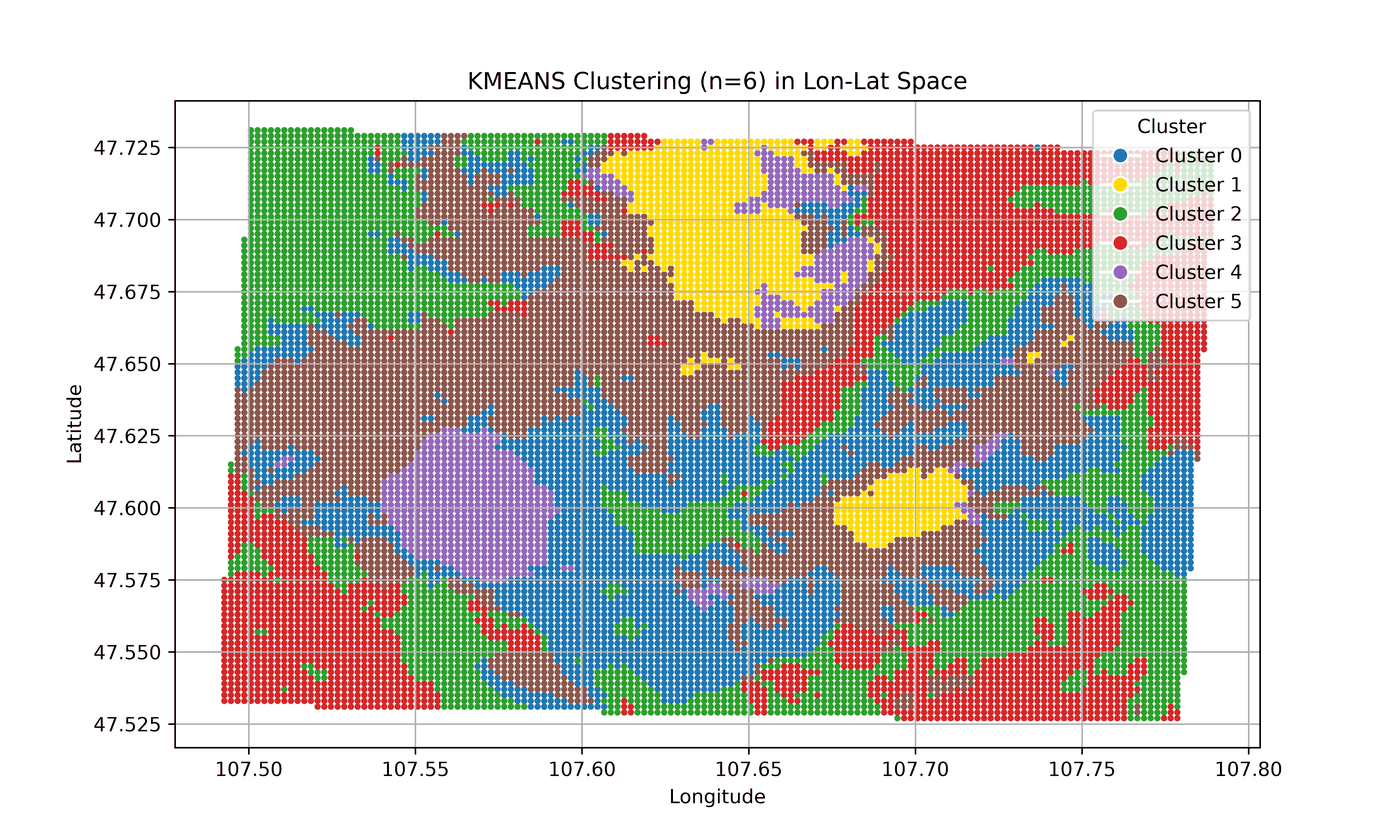 KMEANS Clustering (n=6) in Lon-Lat Space
Cluster
Cluster 0
Cluster 1
Cluster 2
Cluster 3
Cluster 4
Cluster 5
47.725
47.700
47.675
47.650
47.625
47.600
47.575
47.550
47.525
Latitude
107.50 107.55 107.60 107.65 107.70 107.75 107.80
Longitude